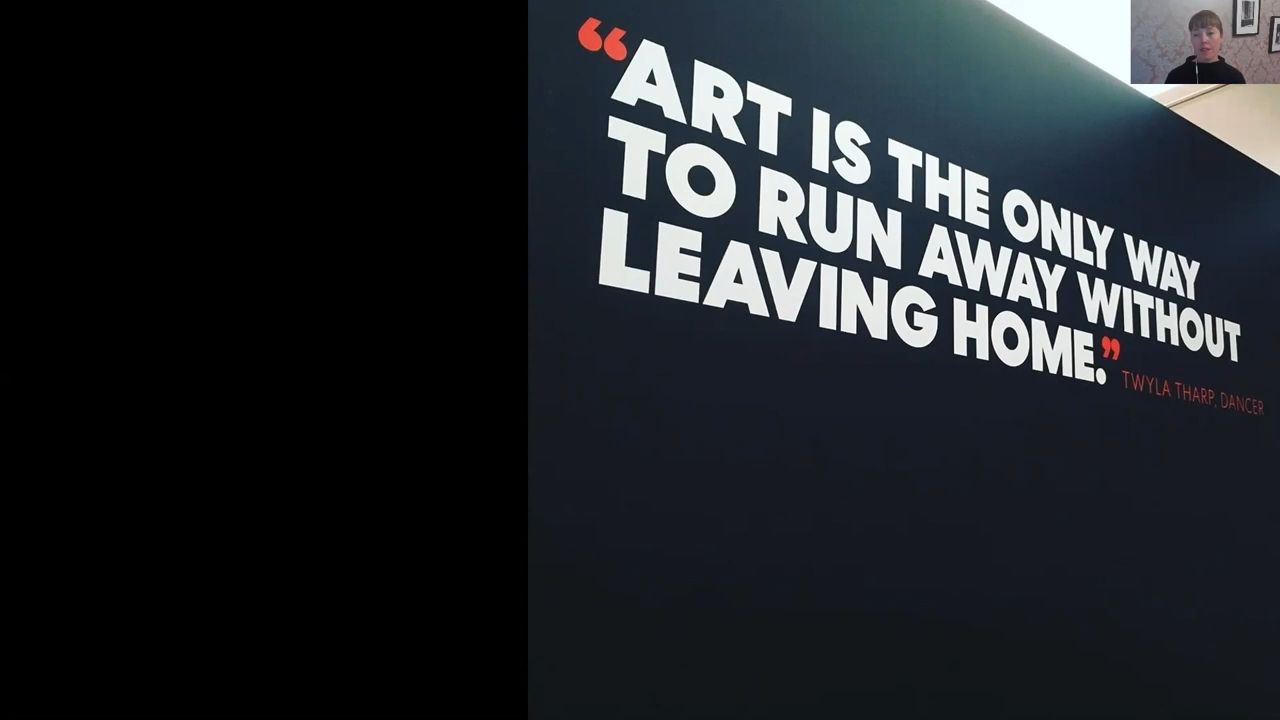 “ART IS THE ONLY WAY
TO RUN AWAY WITHOUT
LEAVING HOME.”
TWYLA THARP, DANCER